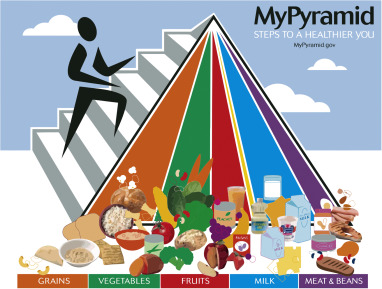 MyPyramid
STEPS TO A HEALTHIER YOU
MyPyramid.gov
GRAINS
VEGETABLES
FRUITS
MILK
MEAT & BEANS